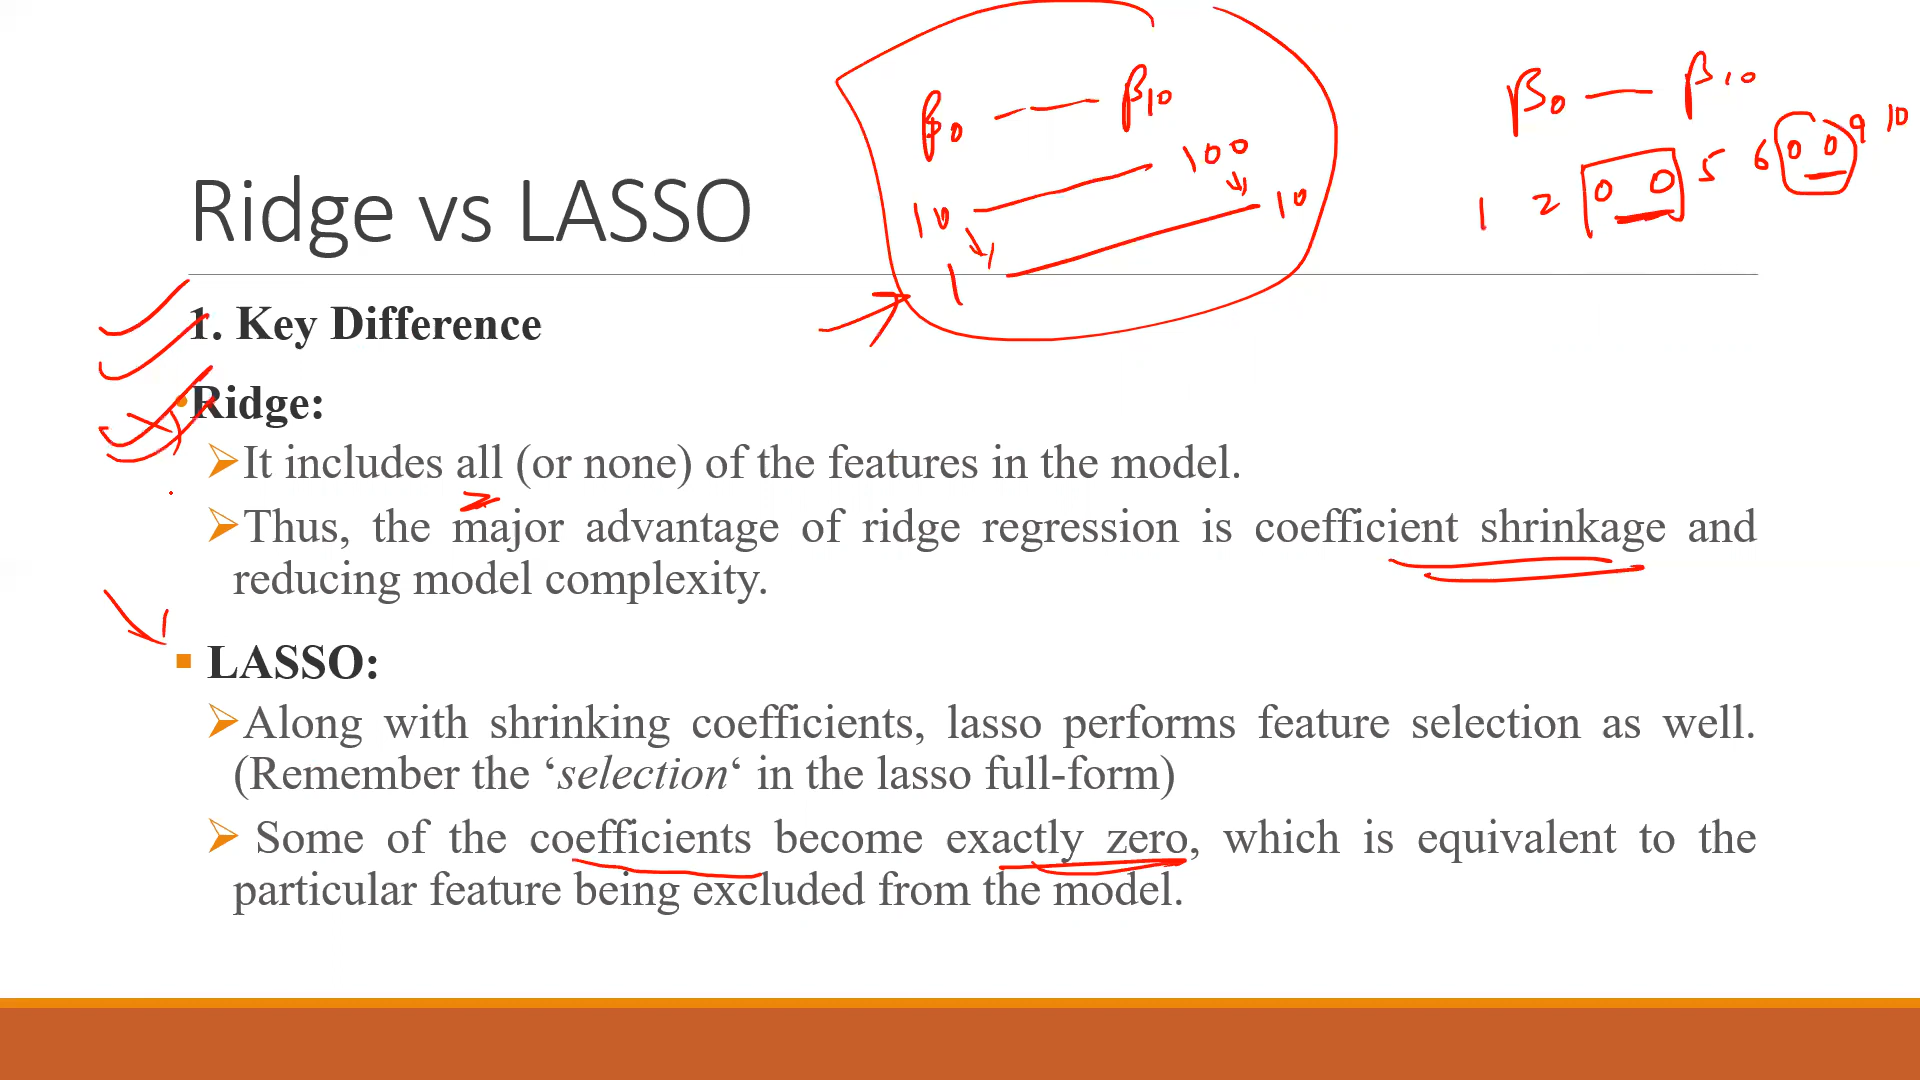 β0 — β10
β0 — β10
100
9 10
10 10
1 2 0 0 5 6 0 0
1
Ridge vs LASSO
1. Key Difference
•Ridge:
➢It includes all (or none) of the features in the model.
➢Thus, the major advantage of ridge regression is coefficient shrinkage and
reducing model complexity.
▪ LASSO:
➢Along with shrinking coefficients, lasso performs feature selection as well.
(Remember the ‘selection‘ in the lasso full-form)
➢ Some of the coefficients become exactly zero, which is equivalent to the
particular feature being excluded from the model.